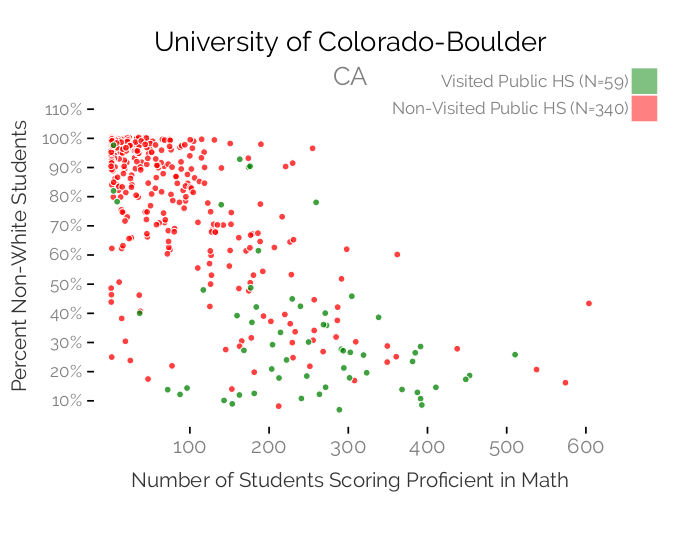 University of Colorado-Boulder
CA
Visited Public HS (N=59)
Non-Visited Public HS (N=340)
Percent Non-White Students
110%
100%
90%
80%
70%
60%
50%
40%
30%
20%
10%
100 200 300 400 500 600
Number of Students Scoring Proficient in Math